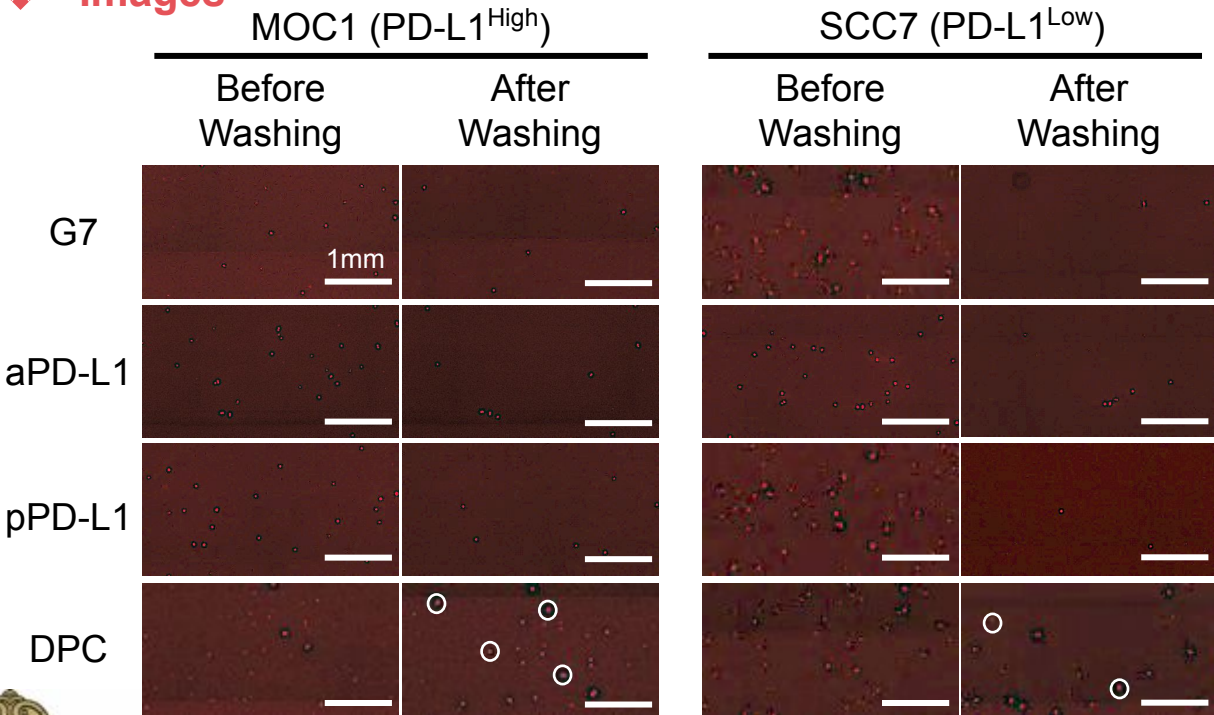 Images
MOC1 (PD-L1High)
SCC7 (PD-L1Low)
Before
Washing
After
Washing
Before
Washing
After
Washing
G7
1mm
aPD-L1
pPD-L1
DPC